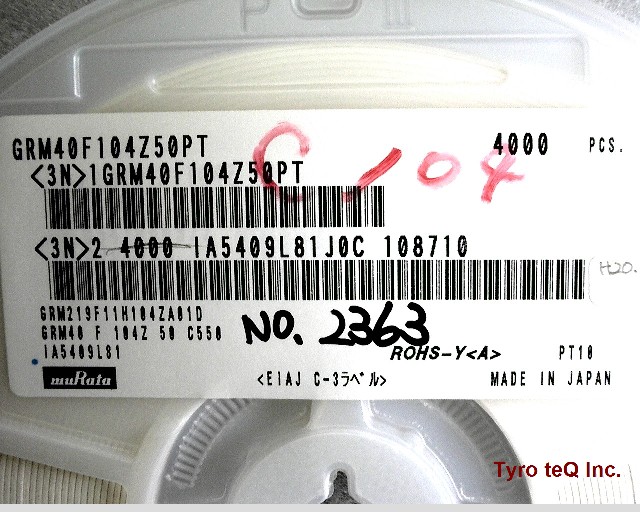 GRM40F104Z50PT 4000 PCS.
C 104
<3N>1GRM40F104Z50PT
<3N>2 4000 IA5409L81J0C 108710
H20.
GRM219F11H104ZA01D
GRM40 F 104Z 50 C550
NO. 2363
IA5409L81
ROHS-Y<A> PT10
muRata <EIAJ C-3ラベル> MADE IN JAPAN
Tyro teQ Inc.